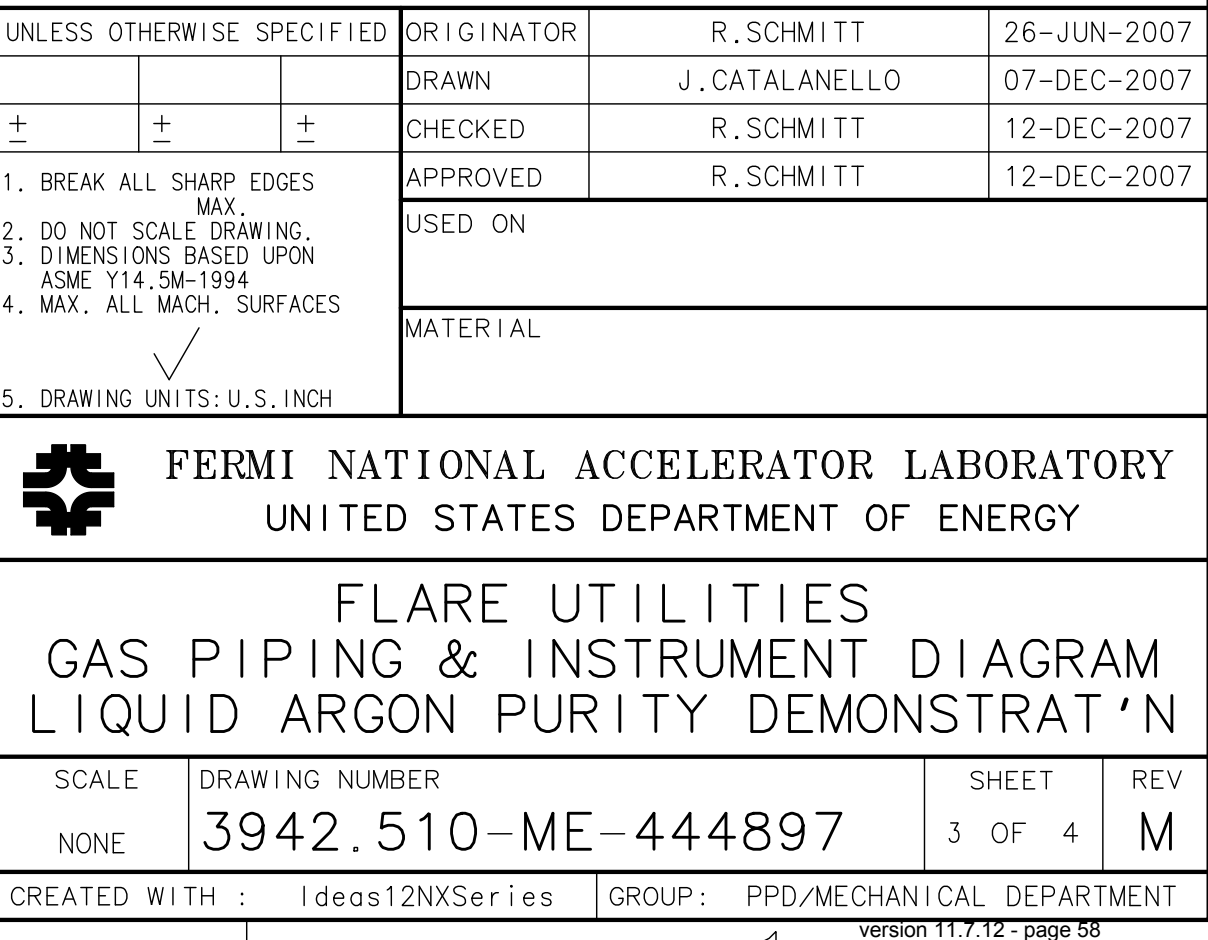 UNLESS OTHERWISE SPECIFIED
± ± ±
1. BREAK ALL SHARP EDGES
MAX.
2. DO NOT SCALE DRAWING.
3. DIMENSIONS BASED UPON
ASME Y14.5M-1994
4. MAX. ALL MACH. SURFACES
5. DRAWING UNITS: U.S.INCH
ORIGINATOR R.SCHMITT 26-JUN-2007
DRAWN J.CATALANELLO 07-DEC-2007
CHECKED R.SCHMITT 12-DEC-2007
APPROVED R.SCHMITT 12-DEC-2007
USED ON
MATERIAL
FERMI NATIONAL ACCELERATOR LABORATORY
UNITED STATES DEPARTMENT OF ENERGY
FLARE UTILITIES
GAS PIPING & INSTRUMENT DIAGRAM
LIQUID ARGON PURITY DEMONSTRAT'N
SCALE DRAWING NUMBER SHEET REV
NONE 3942.510-ME-444897 3 OF 4 M
CREATED WITH : Ideas12NXSeries GROUP: PPD/MECHANICAL DEPARTMENT
version 11.7.12 - page 58